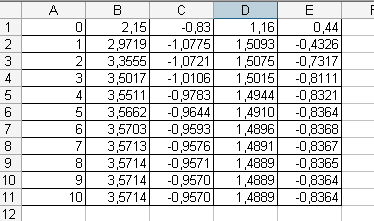 A B C D E F
1 0 2,15 -0,83 1,16 0,44
2 1 2,9719 -1,0775 1,5093 -0,4326
3 2 3,3555 -1,0721 1,5075 -0,7317
4 3 3,5017 -1,0106 1,5015 -0,8111
5 4 3,5511 -0,9783 1,4944 -0,8321
6 5 3,5662 -0,9644 1,4910 -0,8364
7 6 3,5703 -0,9593 1,4896 -0,8368
8 7 3,5713 -0,9576 1,4891 -0,8367
9 8 3,5714 -0,9571 1,4889 -0,8365
10 9 3,5714 -0,9570 1,4889 -0,8364
11 10 3,5714 -0,9570 1,4889 -0,8364
12